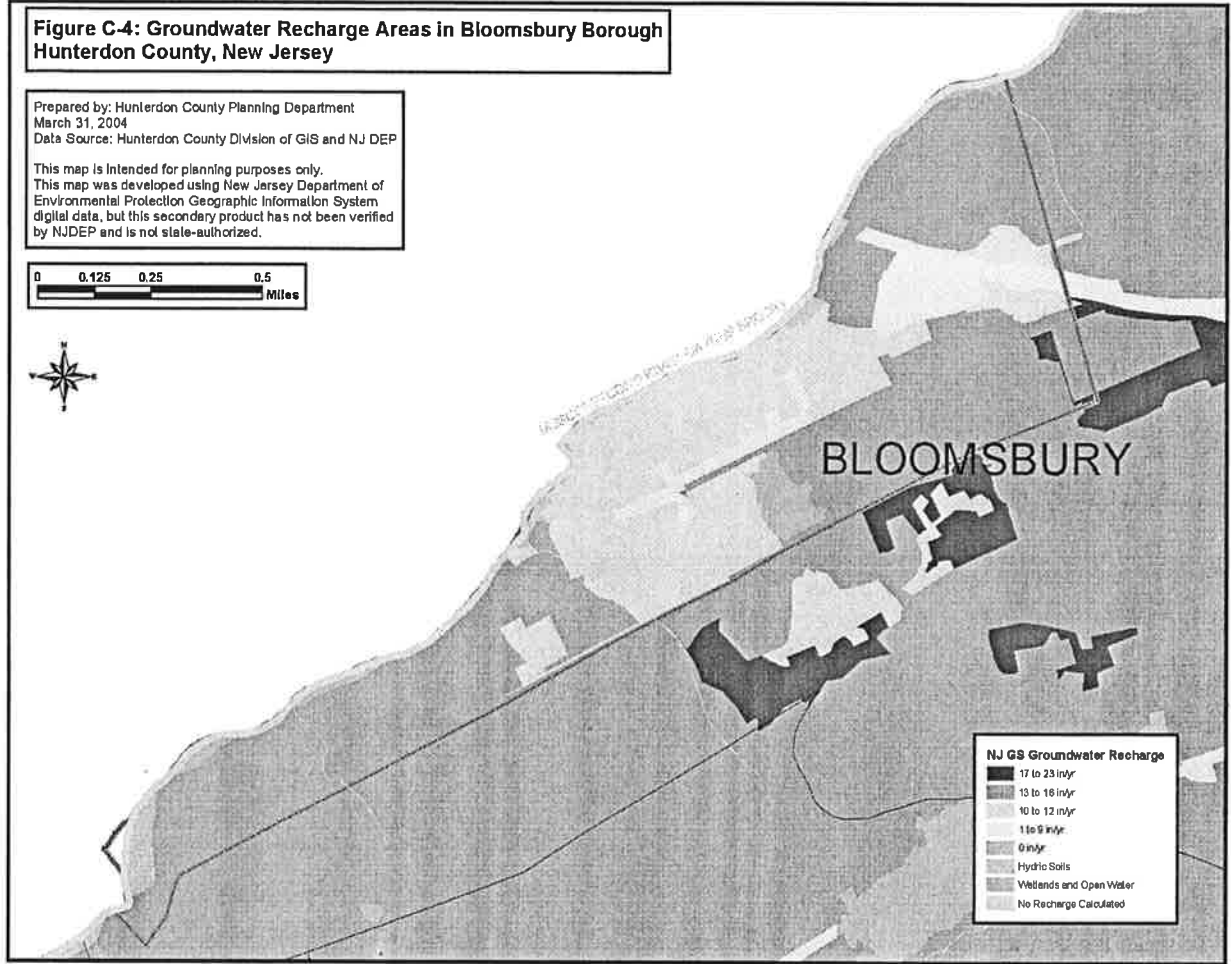 Figure C-4: Groundwater Recharge Areas in Bloomsbury Borough
Hunterdon County, New Jersey
Prepared by: Hunterdon County Planning Department
March 31, 2004
Data Source: Hunterdon County Division of GIS and NJ DEP
This map is intended for planning purposes only.
This map was developed using New Jersey Department of
Environmental Protection Geographic Information System
digital data, but this secondary product has not been verified
by NJDEP and is not state-authorized.
0 0.125 0.25 0.5
Miles
N
W E
S
BLOOMSBURY
NJ GS Groundwater Recharge
17 to 23 in/yr
13 to 16 in/yr
10 to 12 in/yr
1 to 9 in/yr
0 in/yr
Hydric Soils
Wetlands and Open Water
No Recharge Calculated